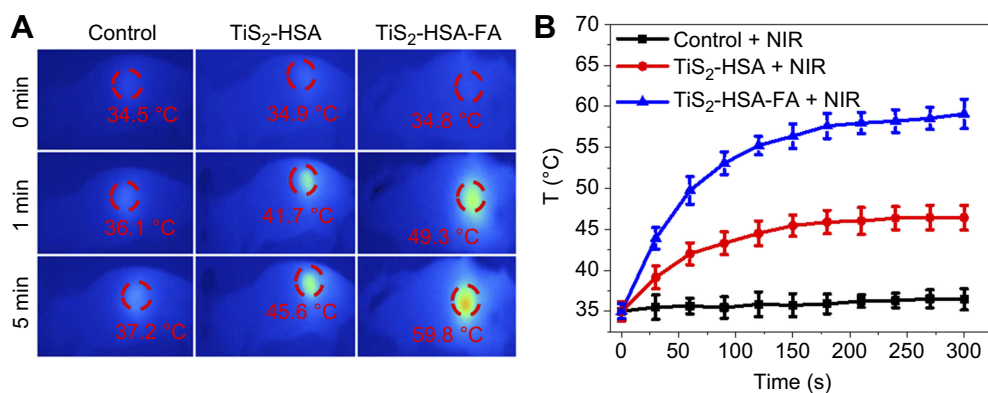 A
Control TiS₂-HSA TiS₂-HSA-FA
0 min
34.5 °C 34.9 °C 34.8 °C
1 min
36.1 °C 41.7 °C 49.3 °C
5 min
37.2 °C 45.6 °C 59.8 °C
B
70
65
60
55
50
45
40
35
T (°C)
Control + NIR
TiS₂-HSA + NIR
TiS₂-HSA-FA + NIR
0 50 100 150 200 250 300
Time (s)